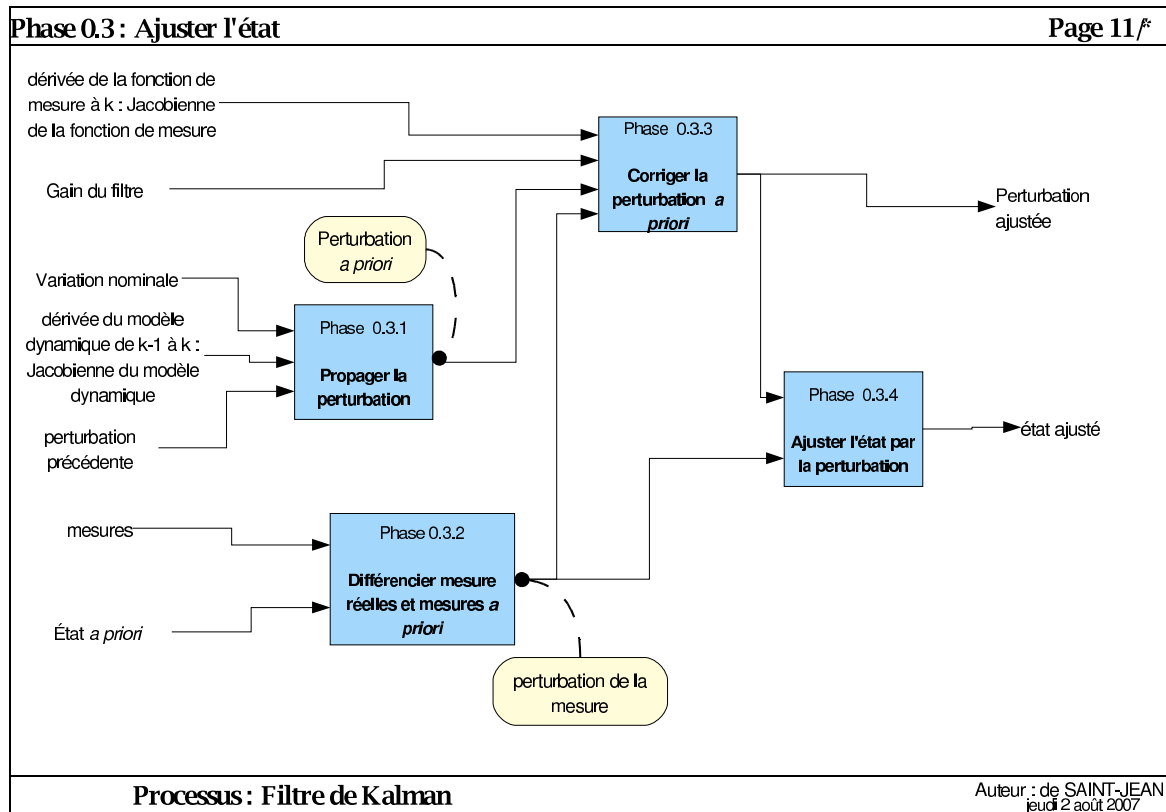 Phase 0.3 : Ajuster l'état
Page 11/
dérivée de la fonction de
mesure à k : Jacobienne
de la fonction de mesure
Gain du filtre
Variation nominale
dérivée du modèle
dynamique de k-1 à k :
Jacobienne du modèle
dynamique
perturbation
précédente
mesures
État a priori
Perturbation
a priori
Phase 0.3.1
Propager la
perturbation
Phase 0.3.2
Différencier mesure
réelles et mesures a
priori
perturbation de la
mesure
Phase 0.3.3
Corriger la
perturbation a
priori
Phase 0.3.4
Ajuster l'état par
la perturbation
Perturbation
ajustée
état ajusté
Processus : Filtre de Kalman
Auteur : de SAINT-JEAN
jeudi 2 août 2007